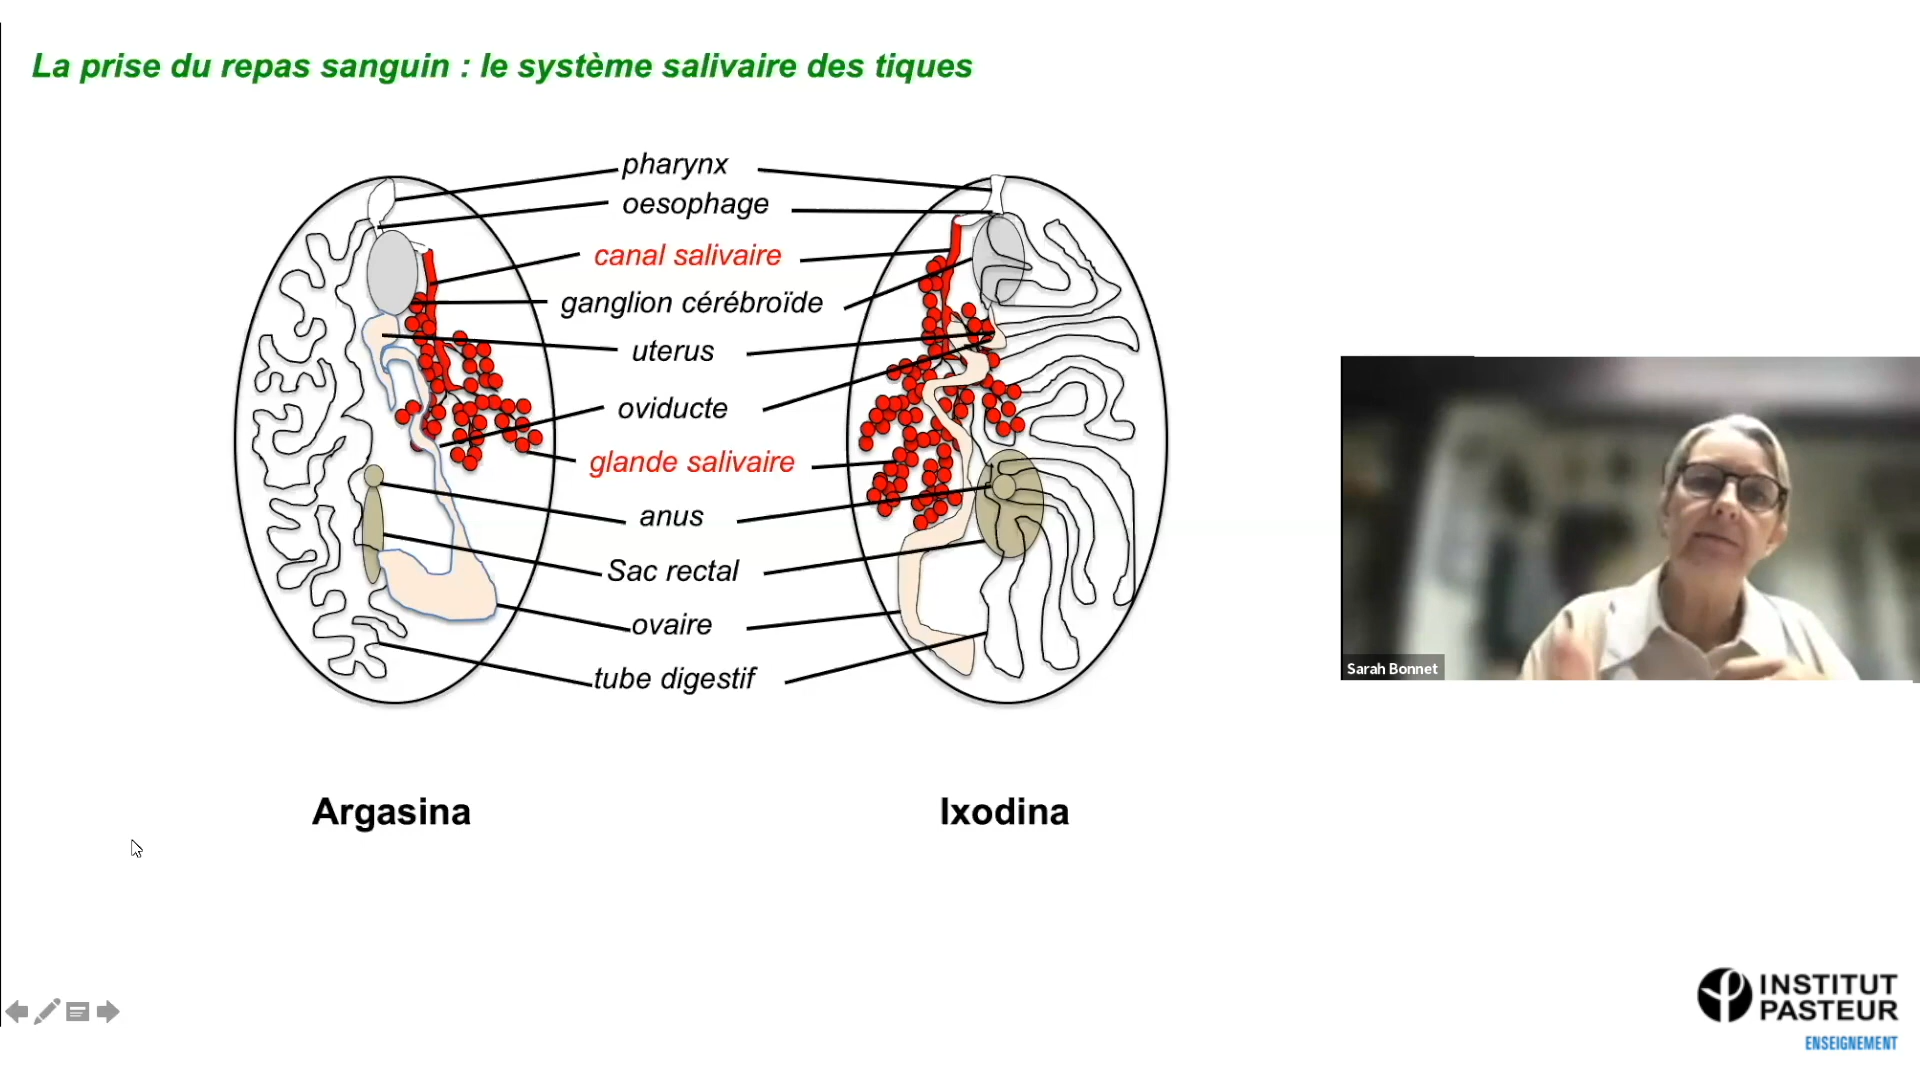 La prise du repas sanguin : le système salivaire des tiques
pharynx
oesophage
canal salivaire
ganglion cérébroïde
uterus
oviducte
glande salivaire
anus
Sac rectal
ovaire
tube digestif
Argasina
Ixodina
Sarah Bonnet
INSTITUT
PASTEUR
ENSEIGNEMENT